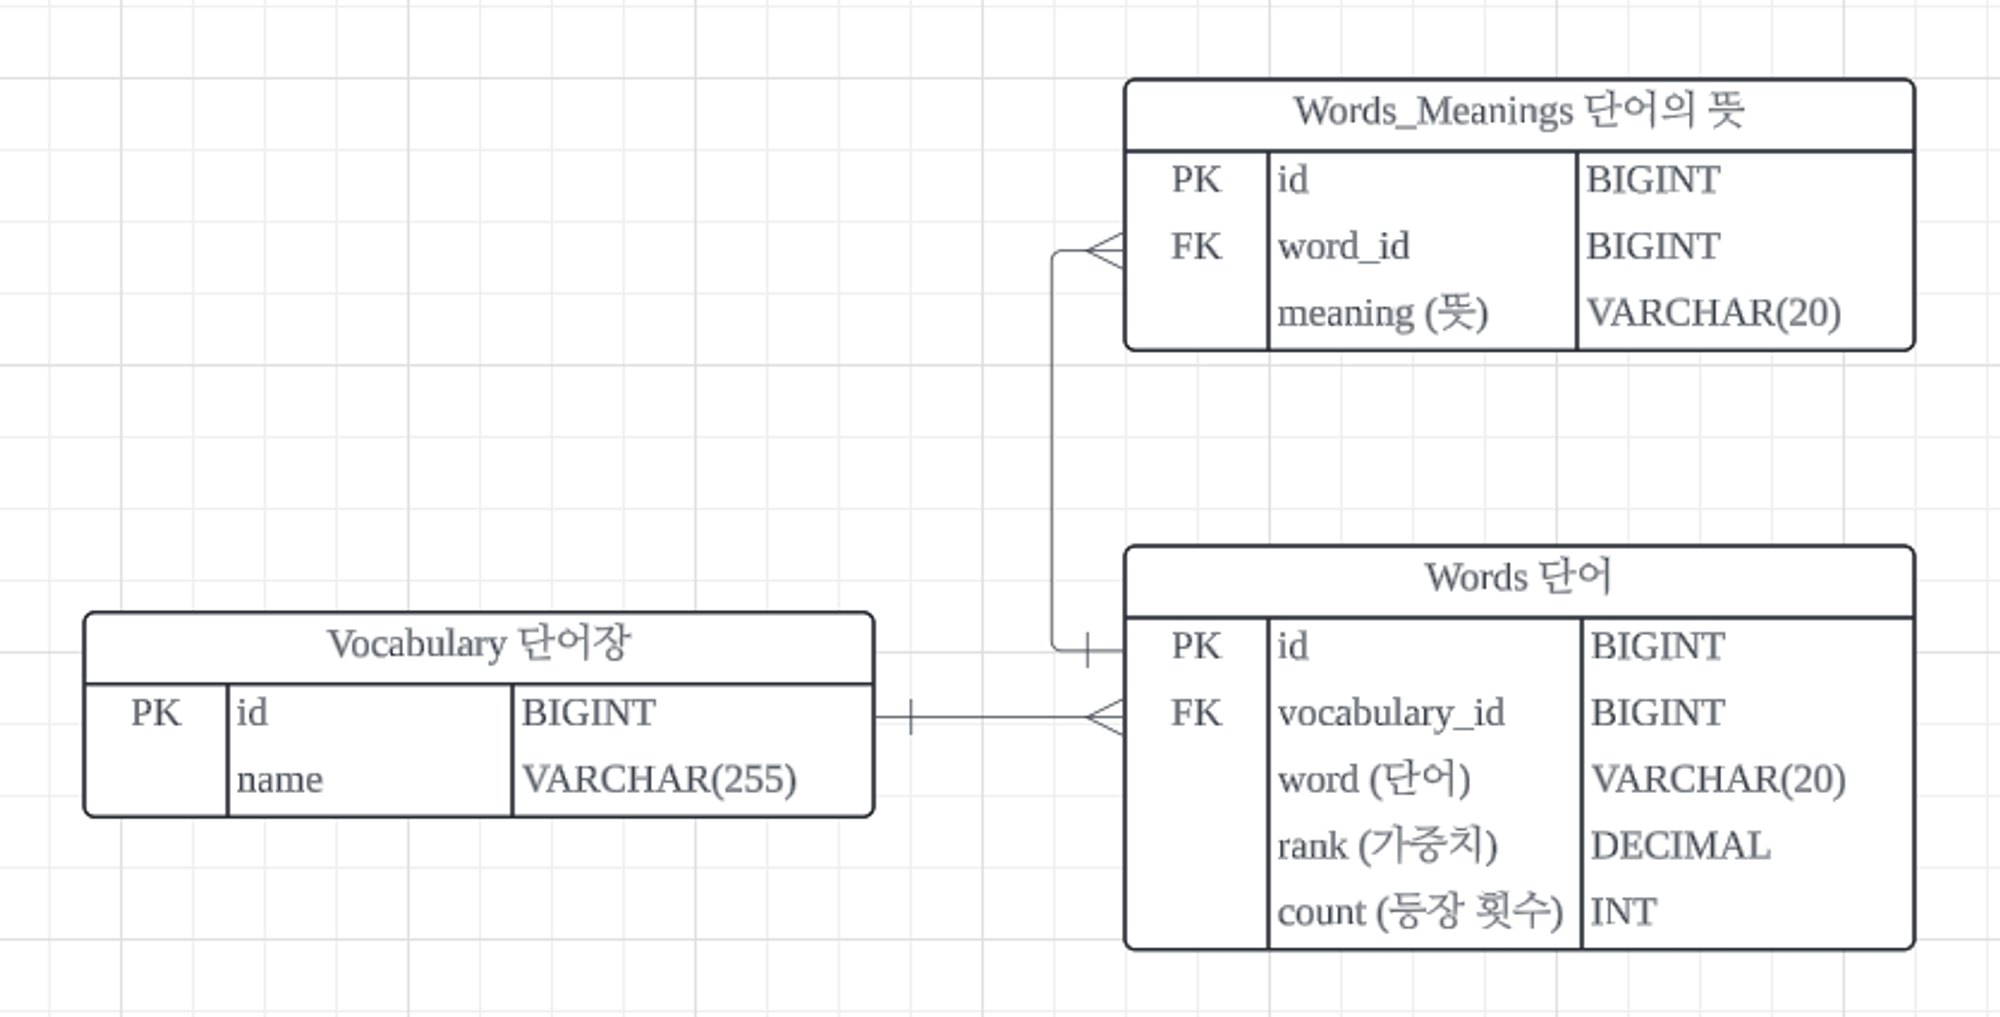 Words_Meanings 단어의 뜻
PK id BIGINT
FK word_id BIGINT
meaning (뜻) VARCHAR(20)
Vocabulary 단어장
PK id BIGINT
name VARCHAR(255)
Words 단어
PK id BIGINT
FK vocabulary_id BIGINT
word (단어) VARCHAR(20)
rank (가중치) DECIMAL
count (등장 횟수) INT